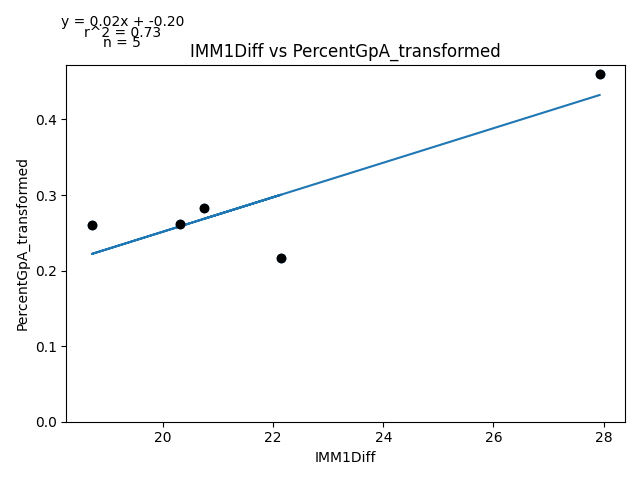 y = 0.02x + -0.20
r^2 = 0.73
n = 5
IMM1Diff vs PercentGpA_transformed
0.4
0.3
0.2
0.1
0.0
PercentGpA_transformed
20 22 24 26 28
IMM1Diff